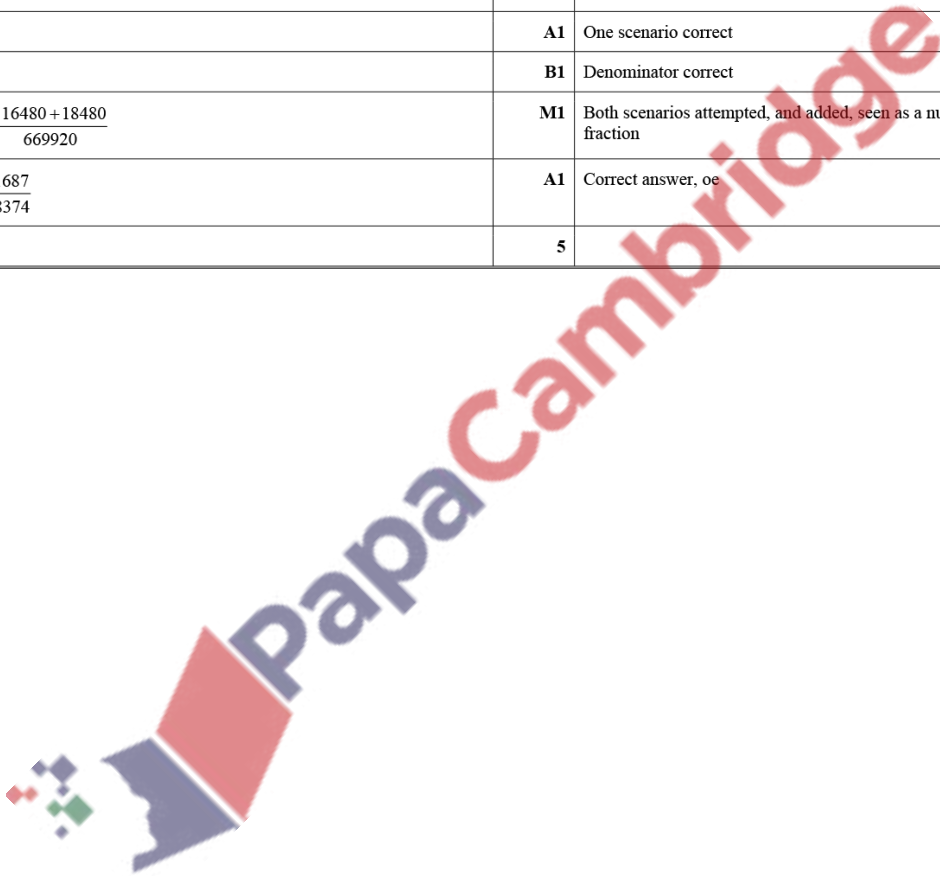 A1 One scenario correct
B1 Denominator correct
16480 + 18480
669920
M1 Both scenarios attempted, and added, seen as a
fraction
687
374
A1 Correct answer, oe
5
PapaCambridge